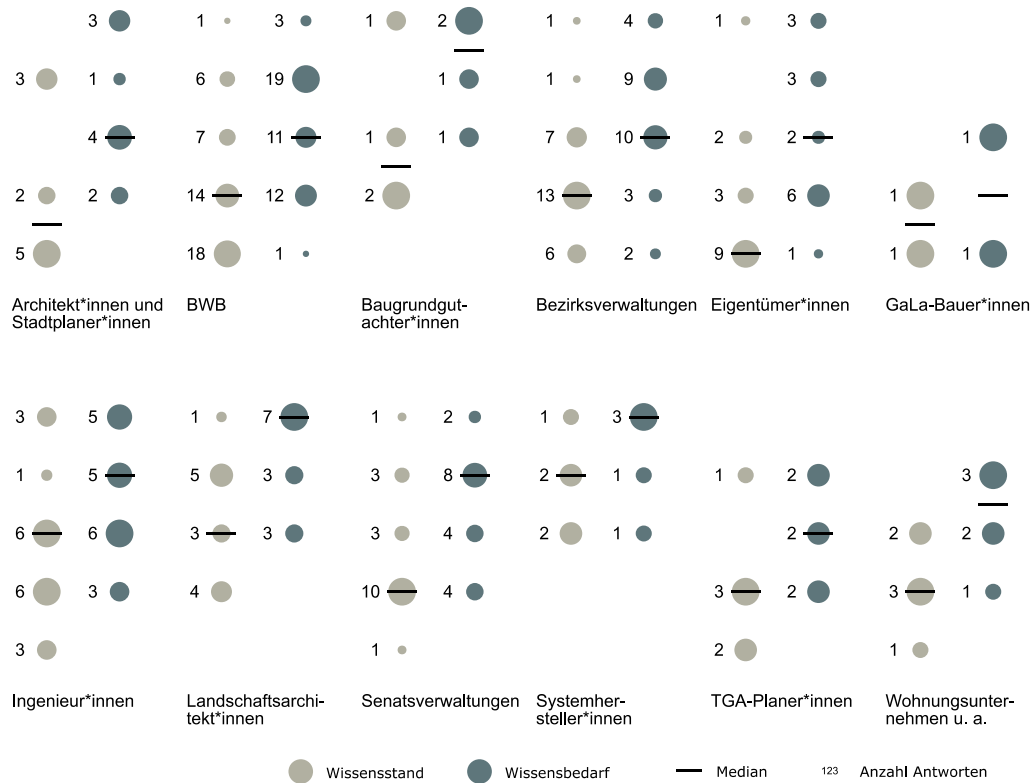 3 1 3 1 2 1 4 1 3
3 1 6 19 1 1 9 3
4 7 11 1 1 7 10 2 2 1
2 2 14 12 2 13 3 3 6 1
5 18 1 6 2 9 1 1 1
Architekt*innen und BWB Baugrundgut- Bezirksverwaltungen Eigentümer*innen GaLa-Bauer*innen
Stadtplaner*innen achter*innen
3 5 1 7 1 2 1 3
1 5 5 3 3 8 2 1 1 2 3
6 6 3 3 3 4 2 1 2 2 2
6 3 4 10 4 3 2 3 1
3 1 2 1
Ingenieur*innen Landschaftsarchi- Senatsverwaltungen Systemher- TGA-Planer*innen Wohnungsunter-
tekt*innen steller*innen nehmen u. a.
Wissensstand Wissensbedarf Median 123 Anzahl Antworten